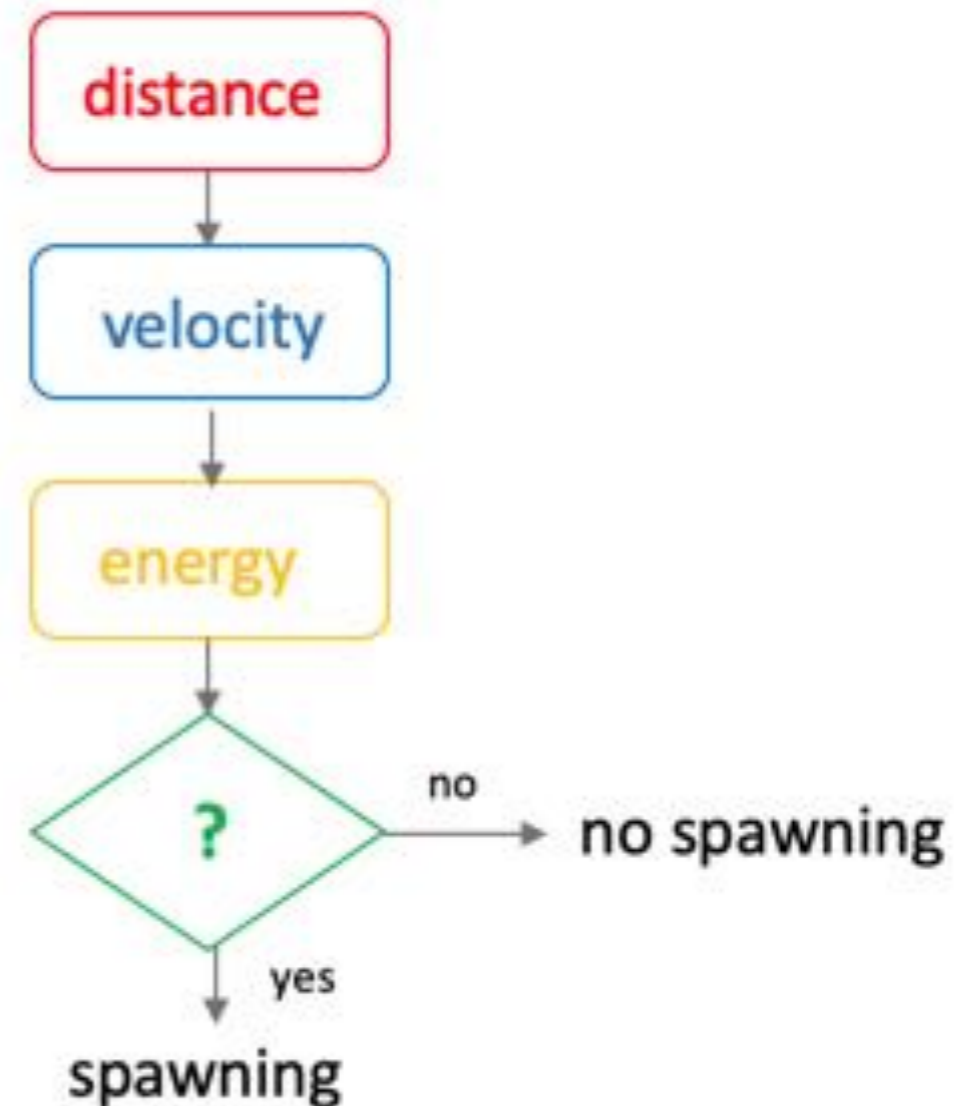 distance
velocity
energy
?
no
no spawning
yes
spawning